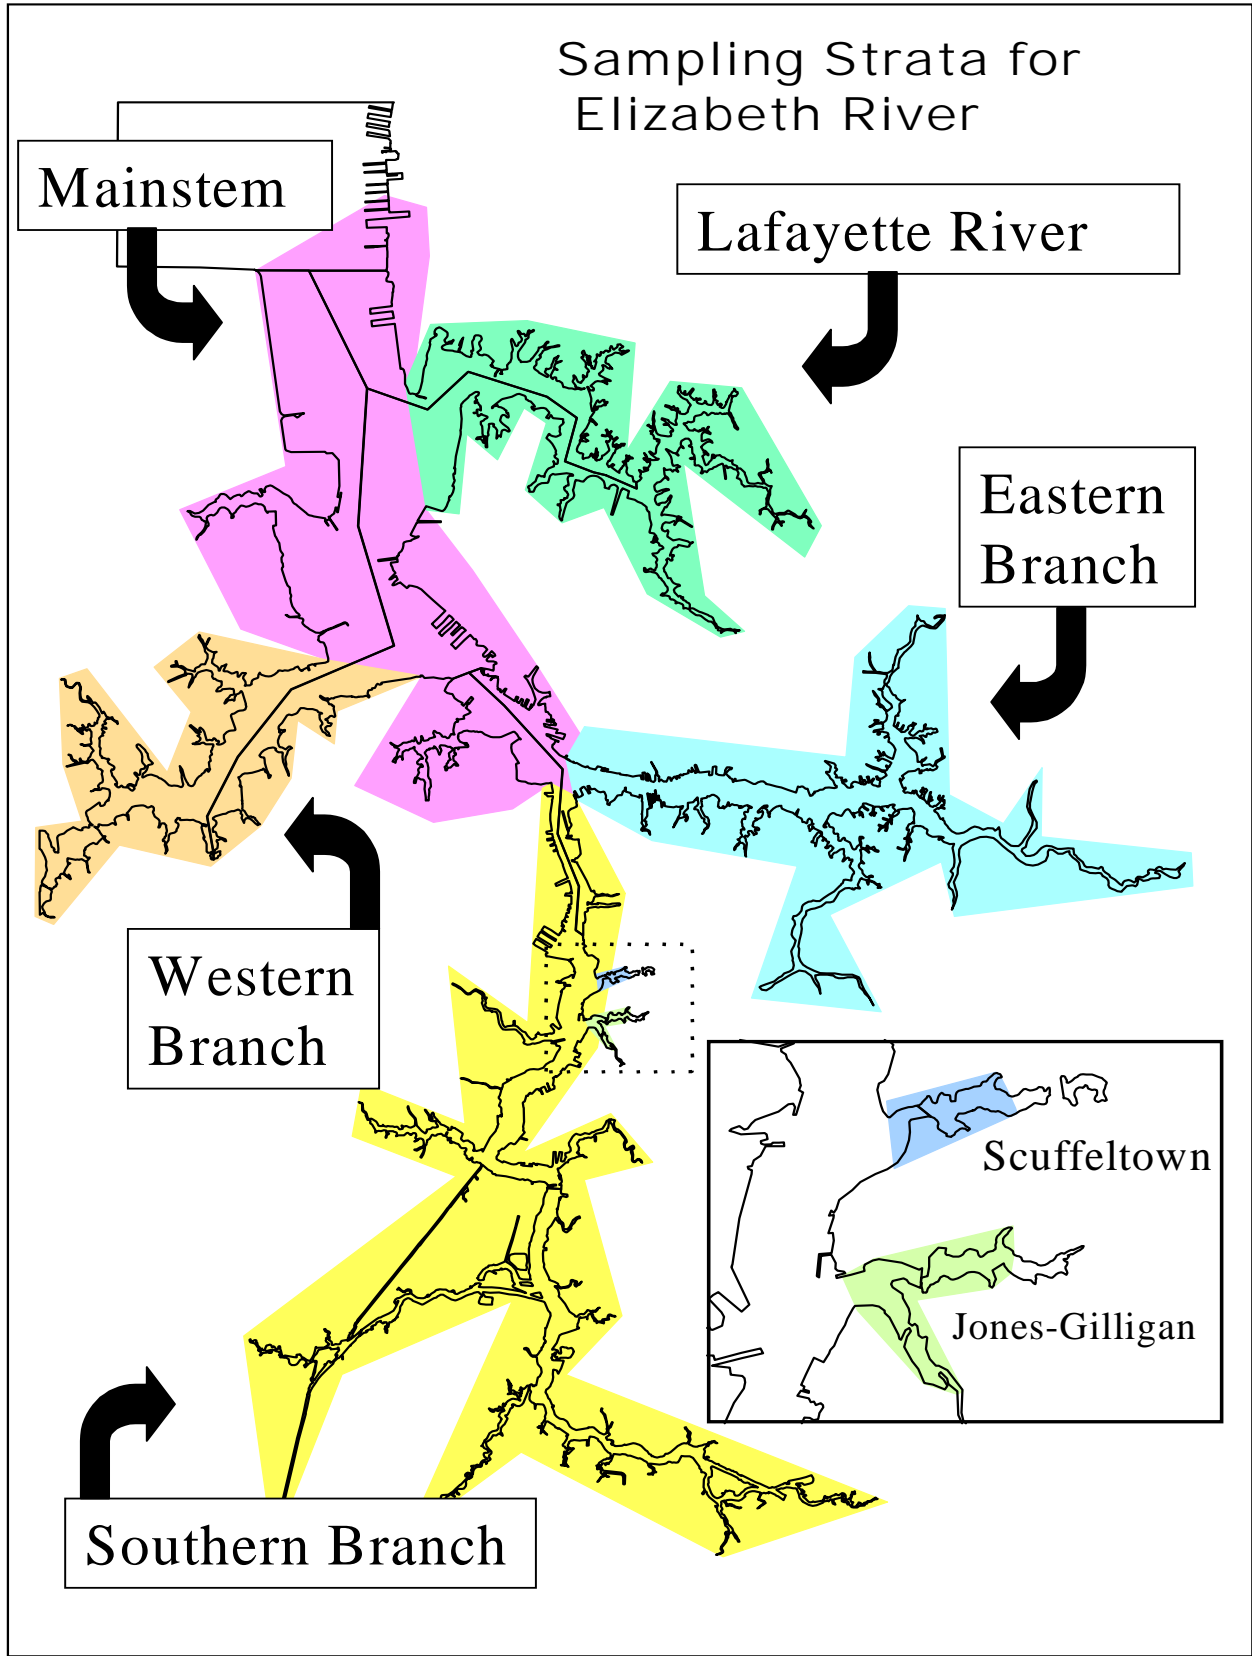 Sampling Strata for
Elizabeth River
Mainstem
Lafayette River
Eastern
Branch
Western
Branch
Scuffeltown
Jones-Gilligan
Southern Branch